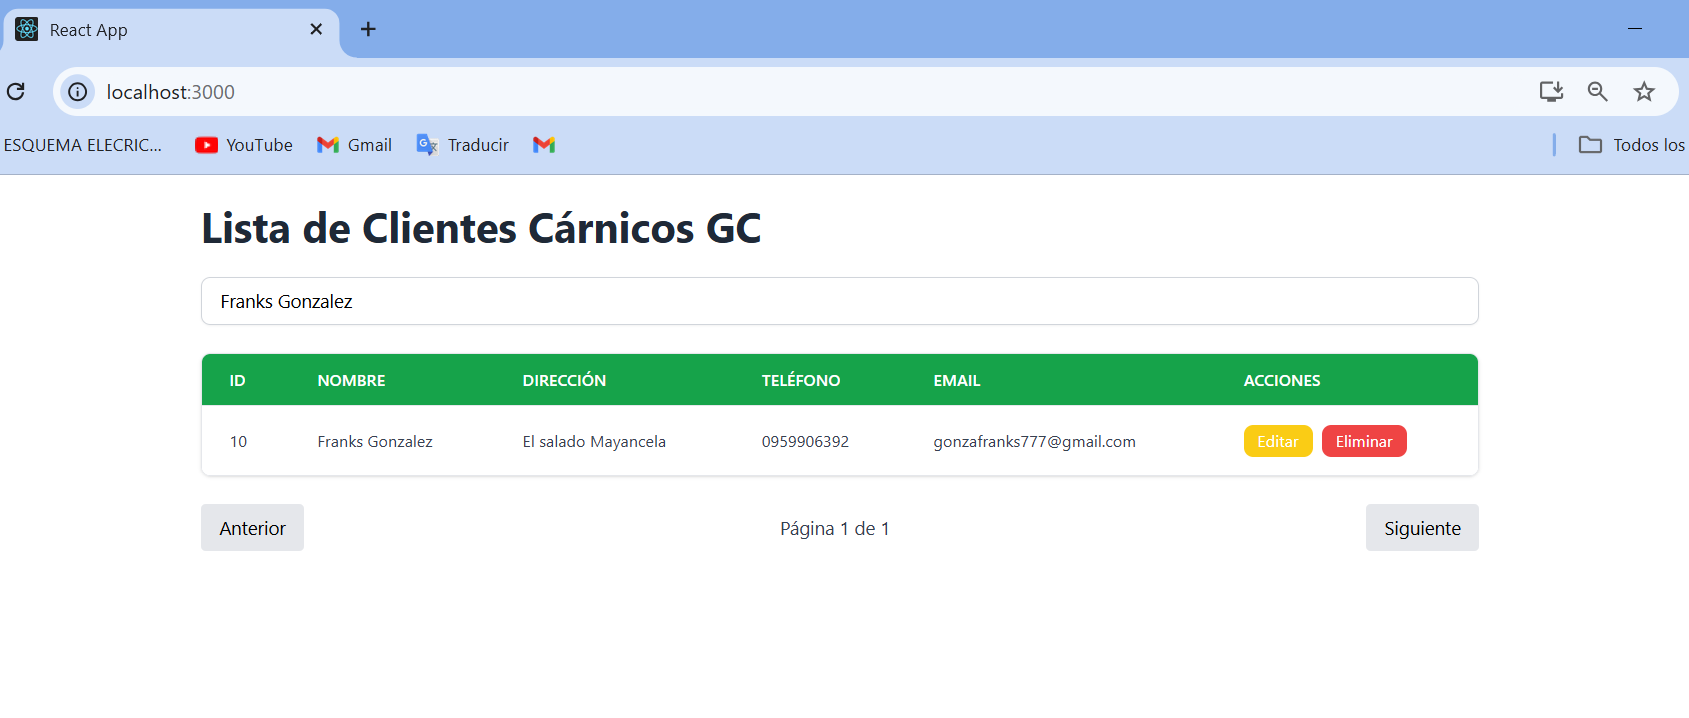 React App
localhost:3000
ESQUEMA ELECRIC... YouTube Gmail Traducir Todos los
Lista de Clientes Cárnicos GC
Franks Gonzalez
ID NOMBRE DIRECCIÓN TELÉFONO EMAIL ACCIONES
10 Franks Gonzalez El salado Mayancela 0959906392 gonzafranks777@gmail.com Editar Eliminar
Anterior Página 1 de 1 Siguiente